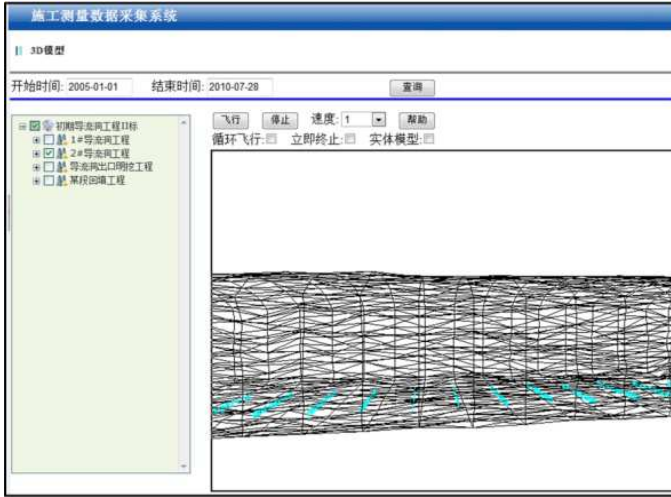 施工测量数据采集系统
3D模型
开始时间: 2005-01-01 结束时间: 2010-07-28 查询
飞行 停止 速度: 1 帮助
循环飞行: 立即终止: 实体模型:
初期导流洞工程II标
1#导流洞工程
2#导流洞工程
导流洞出口明挖工程
某段回填工程